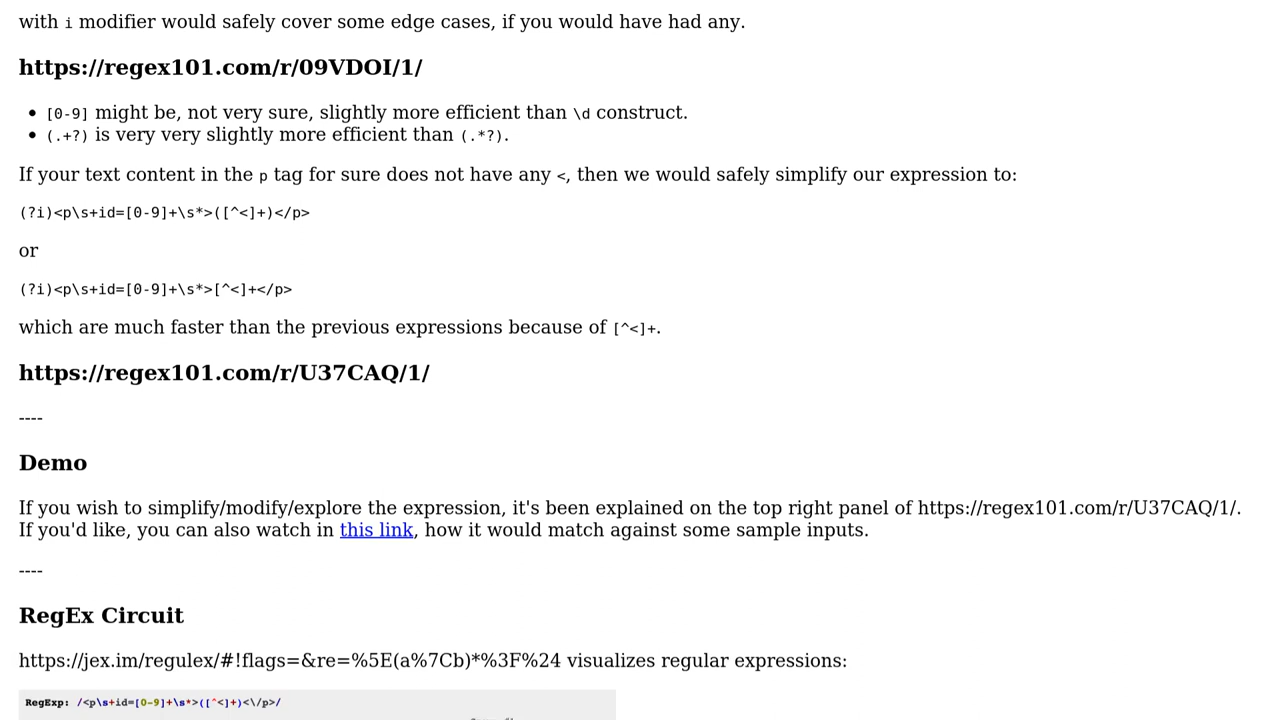 with i modifier would safely cover some edge cases, if you would have had any.
https://regex101.com/r/09VDOI/1/
• [0-9] might be, not very sure, slightly more efficient than \d construct.
• (.+?) is very very slightly more efficient than (.*?).
If your text content in the p tag for sure does not have any <, then we would safely simplify our expression to:
(?i)<p\s+id=[0-9]+\s*>([^<]+)</p>
or
(?i)<p\s+id=[0-9]+\s*>[^<]+</p>
which are much faster than the previous expressions because of [^<]+.
https://regex101.com/r/U37CAQ/1/
----
Demo
If you wish to simplify/modify/explore the expression, it's been explained on the top right panel of https://regex101.com/r/U37CAQ/1/.
If you'd like, you can also watch in this link, how it would match against some sample inputs.
----
RegEx Circuit
https://jex.im/regulex/#!flags=&re=%5E(a%7Cb)*%3F%24 visualizes regular expressions:
RegExp: /<p\s+id=[0-9]+\s*>([^<]+)<\/p>/